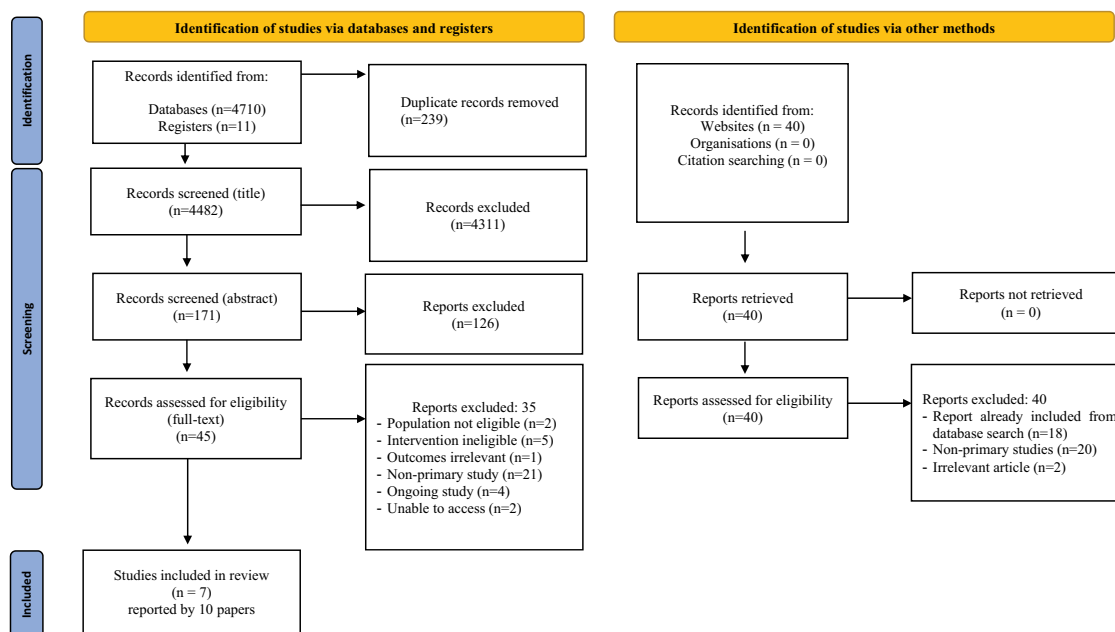 Identification of studies via databases and registers
Identification of studies via other methods
Identification
Records identified from:
Databases (n=4710)
Registers (n=11)
Duplicate records removed
(n=239)
Records identified from:
Websites (n = 40)
Organisations (n = 0)
Citation searching (n = 0)
Screening
Records screened (title)
(n=4482)
Records excluded
(n=4311)
Records screened (abstract)
(n=171)
Reports excluded
(n=126)
Reports retrieved
(n=40)
Reports not retrieved
(n = 0)
Records assessed for eligibility
(full-text)
(n=45)
Reports excluded: 35
- Population not eligible (n=2)
- Intervention ineligible (n=5)
- Outcomes irrelevant (n=1)
- Non-primary study (n=21)
- Ongoing study (n=4)
- Unable to access (n=2)
Reports assessed for eligibility
(n=40)
Reports excluded: 40
- Report already included from
database search (n=18)
- Non-primary studies (n=20)
- Irrelevant article (n=2)
Included
Studies included in review
(n = 7)
reported by 10 papers